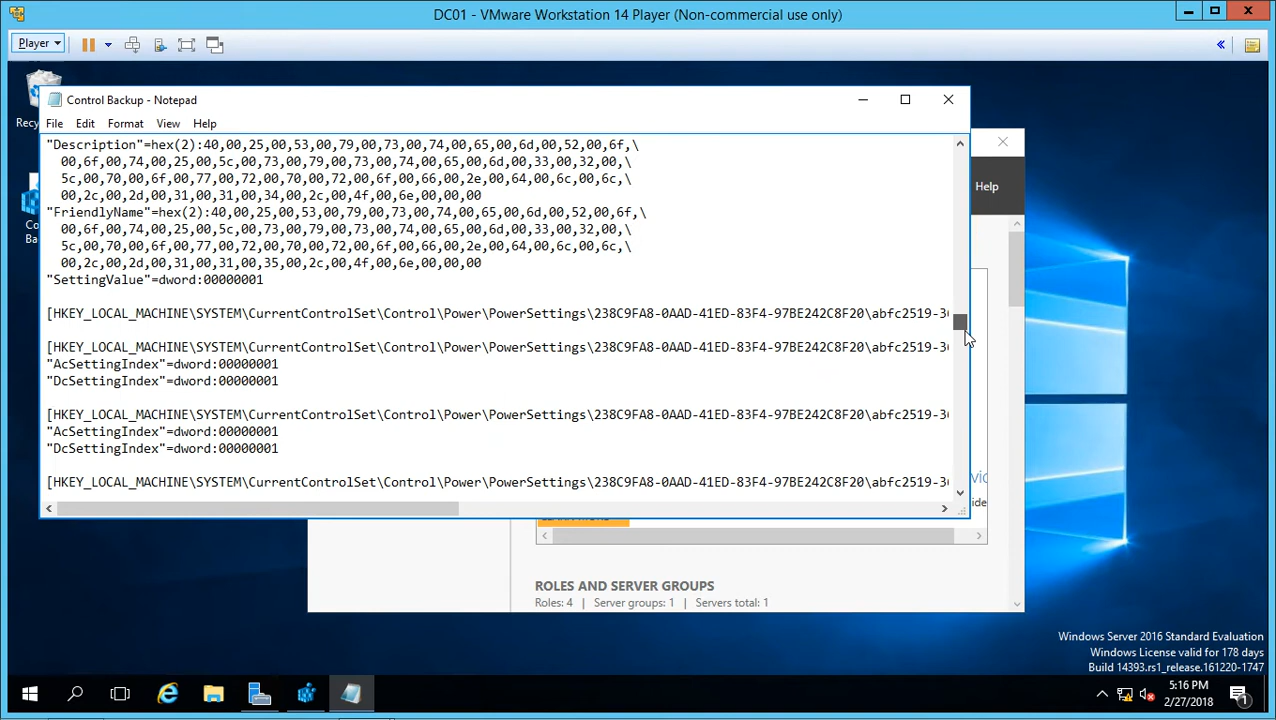 DC01 - VMware Workstation 14 Player (Non-commercial use only)
Player
Control Backup - Notepad
File Edit Format View Help
"Description"=hex(2):40,00,25,00,53,00,79,00,73,00,74,00,65,00,6d,00,52,00,6f,\
00,6f,00,74,00,25,00,5c,00,73,00,79,00,73,00,74,00,65,00,6d,00,33,00,32,00,\
5c,00,70,00,6f,00,77,00,72,00,70,00,72,00,6f,00,66,00,2e,00,64,00,6c,00,6c,\
00,2c,00,2d,00,31,00,31,00,34,00,2c,00,4f,00,6e,00,00,00
"FriendlyName"=hex(2):40,00,25,00,53,00,79,00,73,00,74,00,65,00,6d,00,52,00,6f,\
00,6f,00,74,00,25,00,5c,00,73,00,79,00,73,00,74,00,65,00,6d,00,33,00,32,00,\
5c,00,70,00,6f,00,77,00,72,00,70,00,72,00,6f,00,66,00,2e,00,64,00,6c,00,6c,\
00,2c,00,2d,00,31,00,31,00,35,00,2c,00,4f,00,6e,00,00,00
"SettingValue"=dword:00000001
[HKEY_LOCAL_MACHINE\SYSTEM\CurrentControlSet\Control\Power\PowerSettings\238C9FA8-0AAD-41ED-83F4-97BE242C8F20\abfc2519-3
[HKEY_LOCAL_MACHINE\SYSTEM\CurrentControlSet\Control\Power\PowerSettings\238C9FA8-0AAD-41ED-83F4-97BE242C8F20\abfc2519-3
"AcSettingIndex"=dword:00000001
"DcSettingIndex"=dword:00000001
[HKEY_LOCAL_MACHINE\SYSTEM\CurrentControlSet\Control\Power\PowerSettings\238C9FA8-0AAD-41ED-83F4-97BE242C8F20\abfc2519-3
"AcSettingIndex"=dword:00000001
"DcSettingIndex"=dword:00000001
[HKEY_LOCAL_MACHINE\SYSTEM\CurrentControlSet\Control\Power\PowerSettings\238C9FA8-0AAD-41ED-83F4-97BE242C8F20\abfc2519-3
Recy
Co
Ba
Help
ROLES AND SERVER GROUPS
Roles: 4 | Server groups: 1 | Servers total: 1
Windows Server 2016 Standard Evaluation
Windows License valid for 178 days
Build 14393.rs1_release.161220-1747
5:16 PM
2/27/2018
1